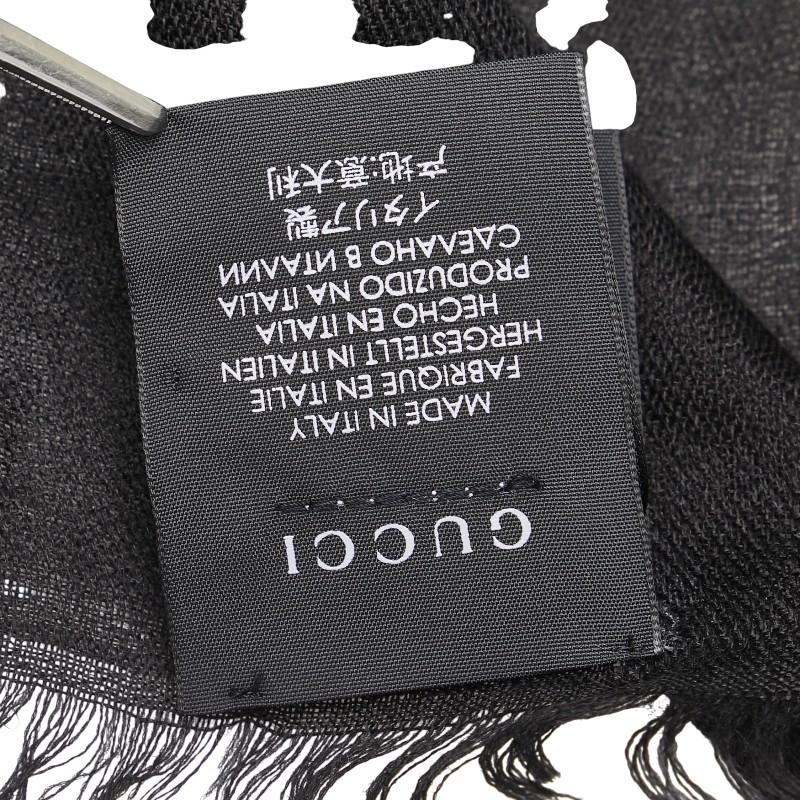 GUCCI
MADE IN ITALY
FABRIQUE EN ITALIE
HERGESTELLT IN ITALIEN
HECHO EN ITALIA
PRODUZIDO NA ITALIA
СДЕЛАНО В ИТАЛИИ
イタリア製
产地:意大利